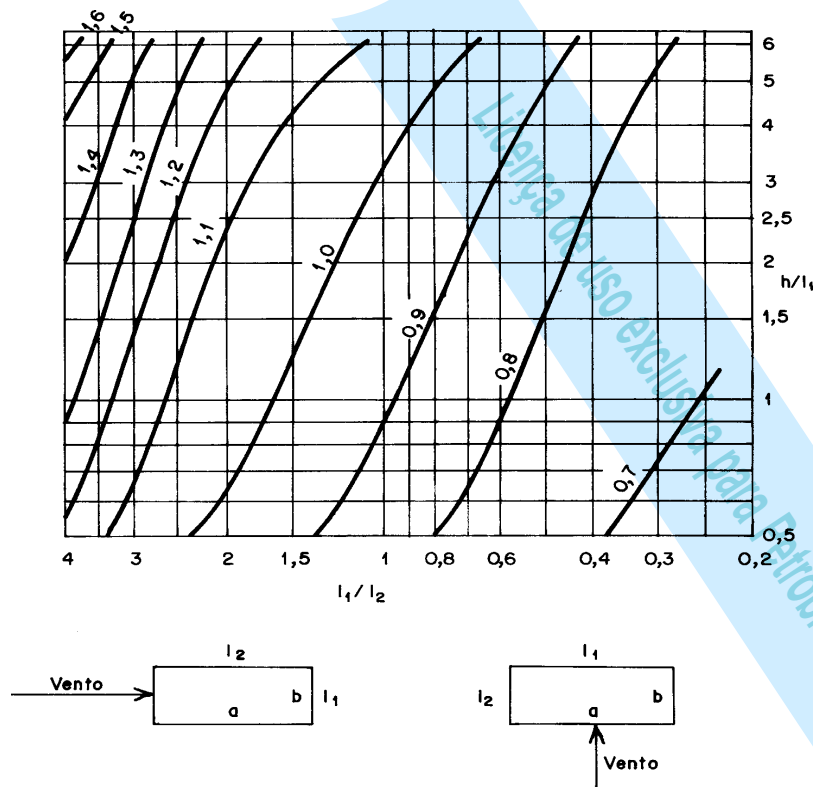 1,6
1,5
1,4
1,3
1,2
1,1
1,0
0,9
0,8
0,7
6
5
4
3
2,5
2
h/l₁
1,5
1
0,5
4 3 2 1,5 1 0,8 0,6 0,4 0,3 0,2
l₁/l₂
Licença de uso exclusiva para Petrob
l₂
Vento
a
b
l₁
l₁
l₂
a
b
Vento